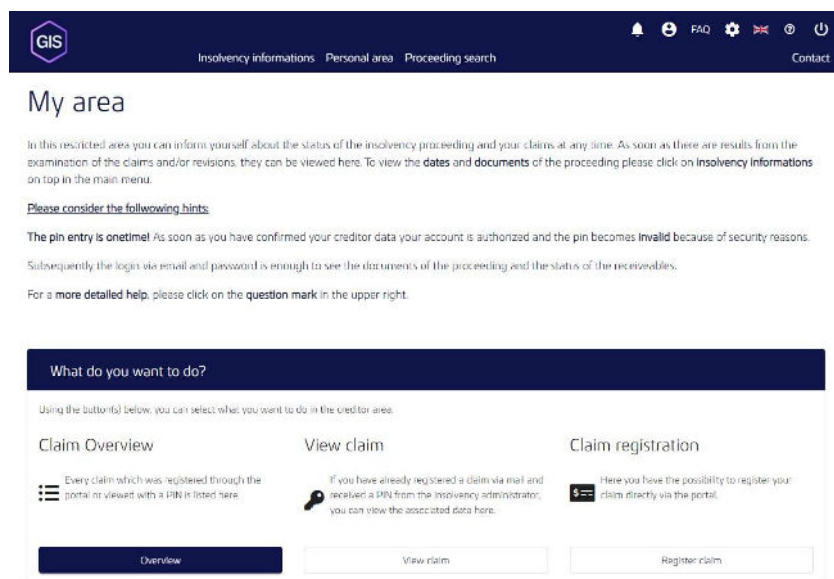 GIS
FAQ
Insolvency informations Personal area Proceeding search
Contact
My area
In this restricted area you can inform yourself about the status of the insolvency proceeding and your claims at any time. As soon as there are results from the
examination of the claims and/or revisions, they can be viewed here. To view the dates and documents of the proceeding please click on insolvency informations
on top in the main menu.
Please consider the follwowing hints:
The pin entry is onetime! As soon as you have confirmed your creditor data your account is authorized and the pin becomes invalid because of security reasons.
Subsequently the login via email and password is enough to see the documents of the proceeding and the status of the receiveables.
For a more detailed help, please click on the question mark in the upper right.
What do you want to do?
Using the button(s) below, you can select what you want to do in the creditor area.
Claim Overview
Every claim which was registered through the
portal or viewed with a PIN is listed here.
Overview
View claim
If you have already registered a claim via mail and
received a PIN from the insolvency administrator,
you can view the associated data here.
View claim
Claim registration
Here you have the possibility to register your
claim directly via the portal.
Register claim